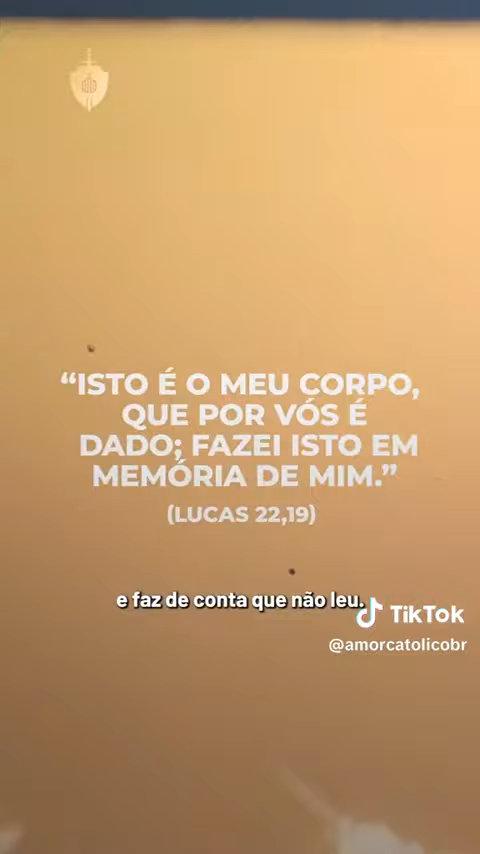 “ISTO É O MEU CORPO,
QUE POR VÓS É
DADO; FAZEI ISTO EM
MEMÓRIA DE MIM.”
(LUCAS 22,19)
e faz de conta que não leu.
TikTok
@amorcatolicobr